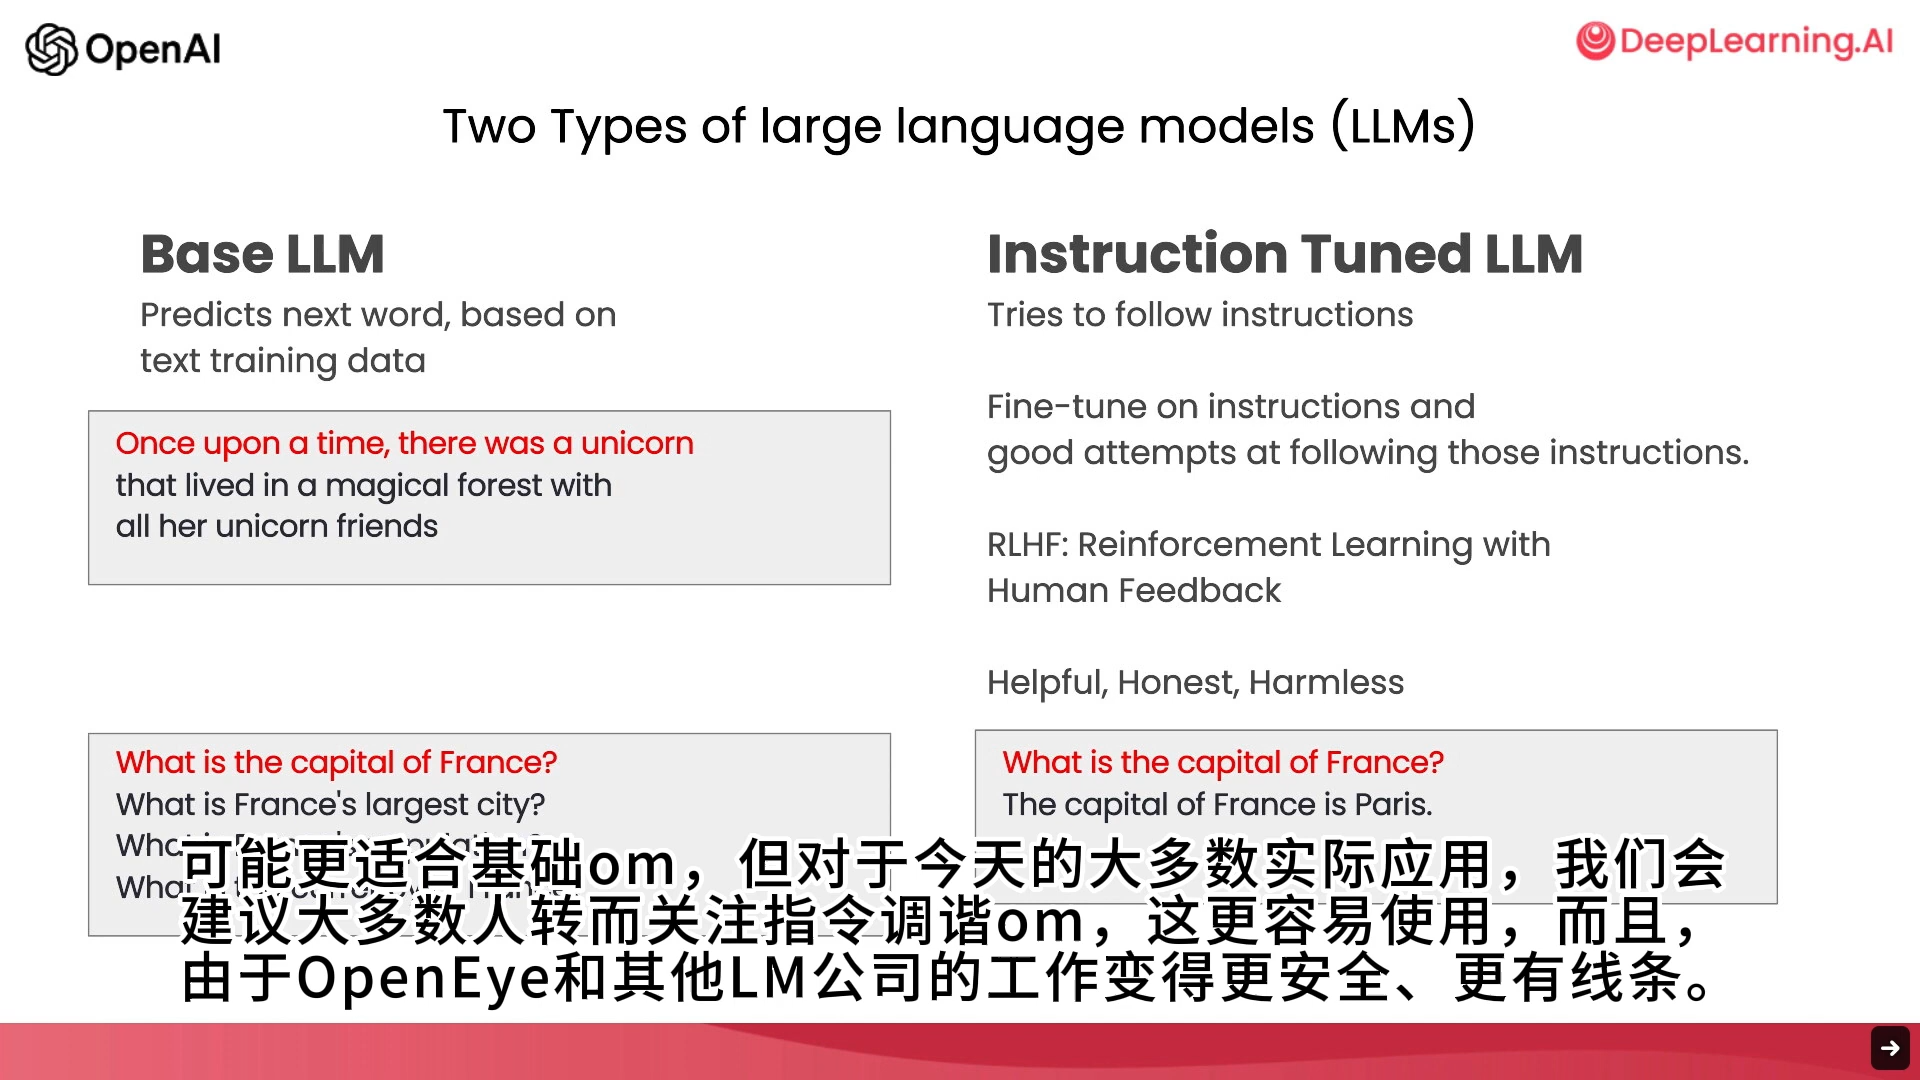 OpenAI
DeepLearning.AI
Two Types of large language models (LLMs)
Base LLM
Predicts next word, based on
text training data
Once upon a time, there was a unicorn
that lived in a magical forest with
all her unicorn friends
What is the capital of France?
What is France's largest city?
Instruction Tuned LLM
Tries to follow instructions
Fine-tune on instructions and
good attempts at following those instructions.
RLHF: Reinforcement Learning with
Human Feedback
Helpful, Honest, Harmless
What is the capital of France?
The capital of France is Paris.
可能更适合基础om，但对于今天的大多数实际应用，我们会
建议大多数人转而关注指令调谐om，这更容易使用，而且，
由于OpenEye和其他LM公司的工作变得更安全、更有线条。